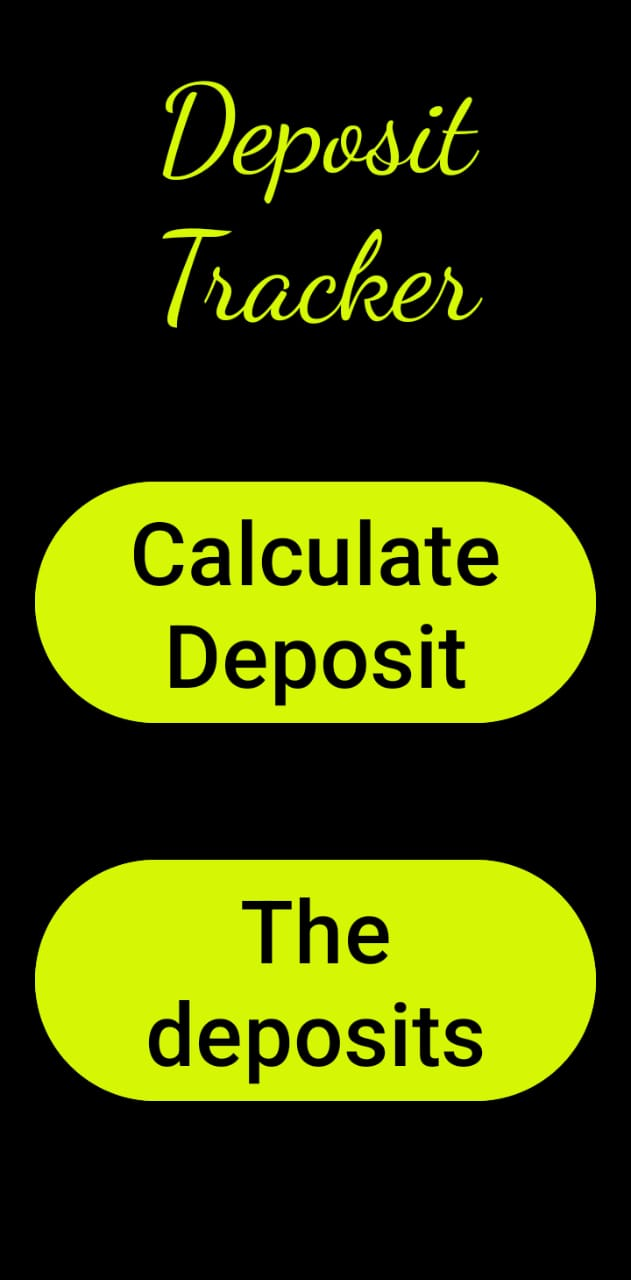 Deposit
Tracker
Calculate
Deposit
The
deposits